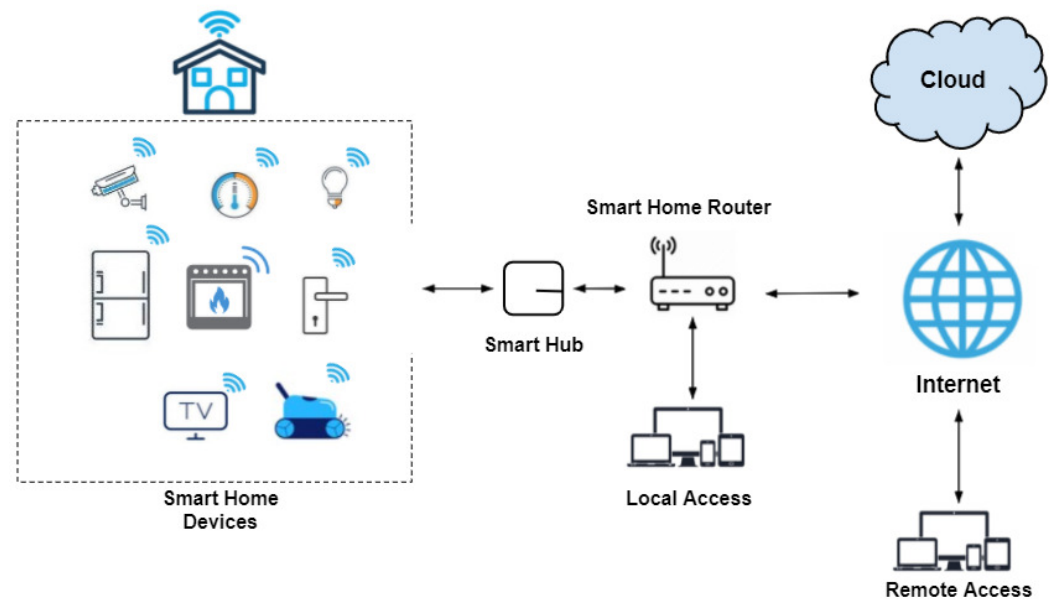 Cloud
Smart Home Router
TV
Smart Hub
Internet
Smart Home
Devices
Local Access
Remote Access